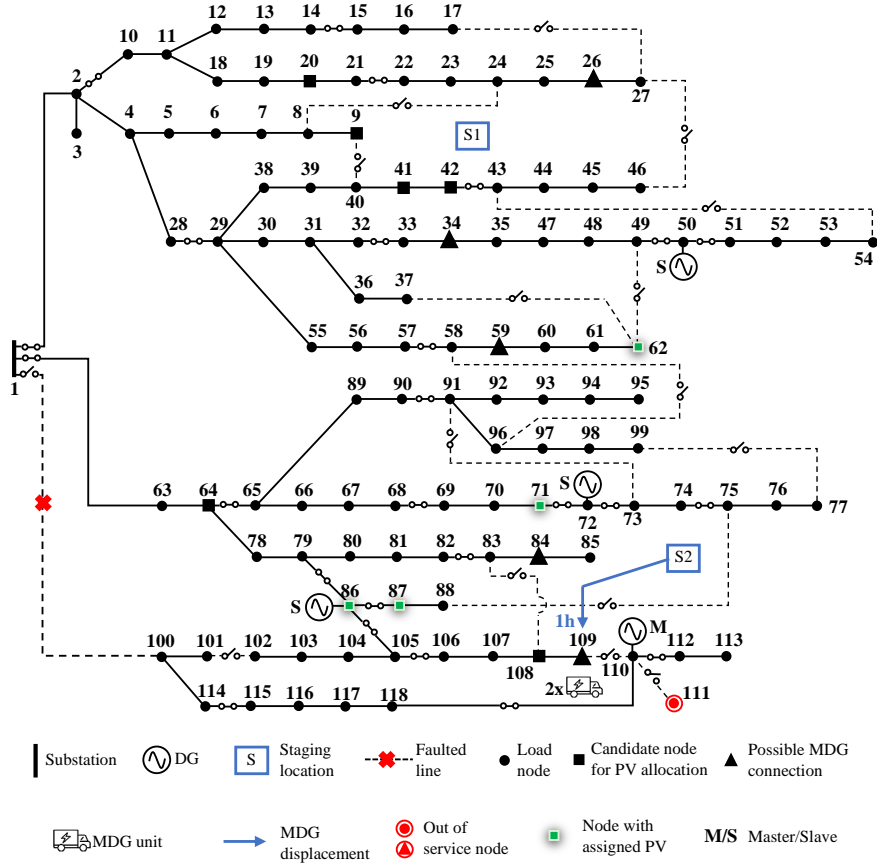 12 13 14 15 16 17
10 11
18 19 20 21 22 23 24 25 26 27
2
3
4 5 6 7 8 9
S1
38 39 40 41 42 43 44 45 46
28 29 30 31 32 33 34 35 47 48 49 50 51 52 53 54
S
36 37
55 56 57 58 59 60 61 62
1
89 90 91 92 93 94 95
96 97 98 99
S
63 64 65 66 67 68 69 70 71 72 73 74 75 76 77
78 79 80 81 82 83 84 85
S2
S 86 87 88
1h
M
100 101 102 103 104 105 106 107 108 109 110 112 113
2x
111
114 115 116 117 118
Substation
DG
S
Staging
location
Faulted
line
Load
node
Candidate node
for PV allocation
Possible MDG
connection
MDG unit
MDG
displacement
Out of
service node
Node with
assigned PV
M/S Master/Slave